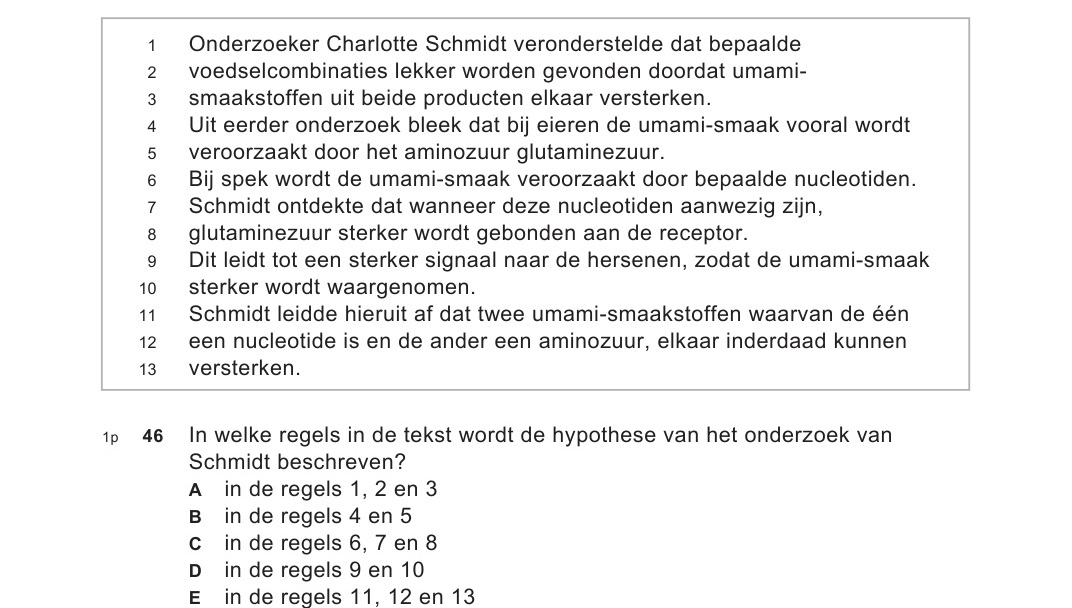 1 Onderzoeker Charlotte Schmidt veronderstelde dat bepaalde
2 voedselcombinaties lekker worden gevonden doordat umami-
3 smaakstoffen uit beide producten elkaar versterken.
4 Uit eerder onderzoek bleek dat bij eieren de umami-smaak vooral wordt
5 veroorzaakt door het aminozuur glutaminezuur.
6 Bij spek wordt de umami-smaak veroorzaakt door bepaalde nucleotiden.
7 Schmidt ontdekte dat wanneer deze nucleotiden aanwezig zijn,
8 glutaminezuur sterker wordt gebonden aan de receptor.
9 Dit leidt tot een sterker signaal naar de hersenen, zodat de umami-smaak
10 sterker wordt waargenomen.
11 Schmidt leidde hieruit af dat twee umami-smaakstoffen waarvan de één
12 een nucleotide is en de ander een aminozuur, elkaar inderdaad kunnen
13 versterken.
1p 46 In welke regels in de tekst wordt de hypothese van het onderzoek van
Schmidt beschreven?
A in de regels 1, 2 en 3
B in de regels 4 en 5
C in de regels 6, 7 en 8
D in de regels 9 en 10
E in de regels 11, 12 en 13